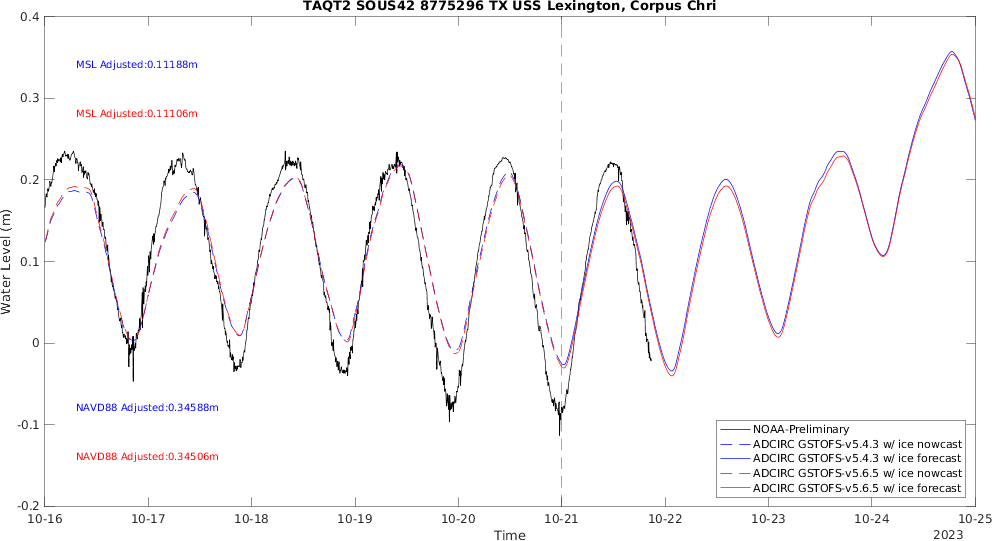 TAQT2 SOUS42 8775296 TX USS Lexington, Corpus Chri
0.4
MSL Adjusted:0.11188m
0.3
MSL Adjusted:0.11106m
0.2
0.1
0
NAVD88 Adjusted:0.34588m
-0.1
NAVD88 Adjusted:0.34506m
-0.2
Water Level (m)
NOAA-Preliminary
ADCIRC GSTOFS-v5.4.3 w/ ice nowcast
ADCIRC GSTOFS-v5.4.3 w/ ice forecast
ADCIRC GSTOFS-v5.6.5 w/ ice nowcast
ADCIRC GSTOFS-v5.6.5 w/ ice forecast
10-16 10-17 10-18 10-19 10-20 10-21 10-22 10-23 10-24 10-25
Time
2023